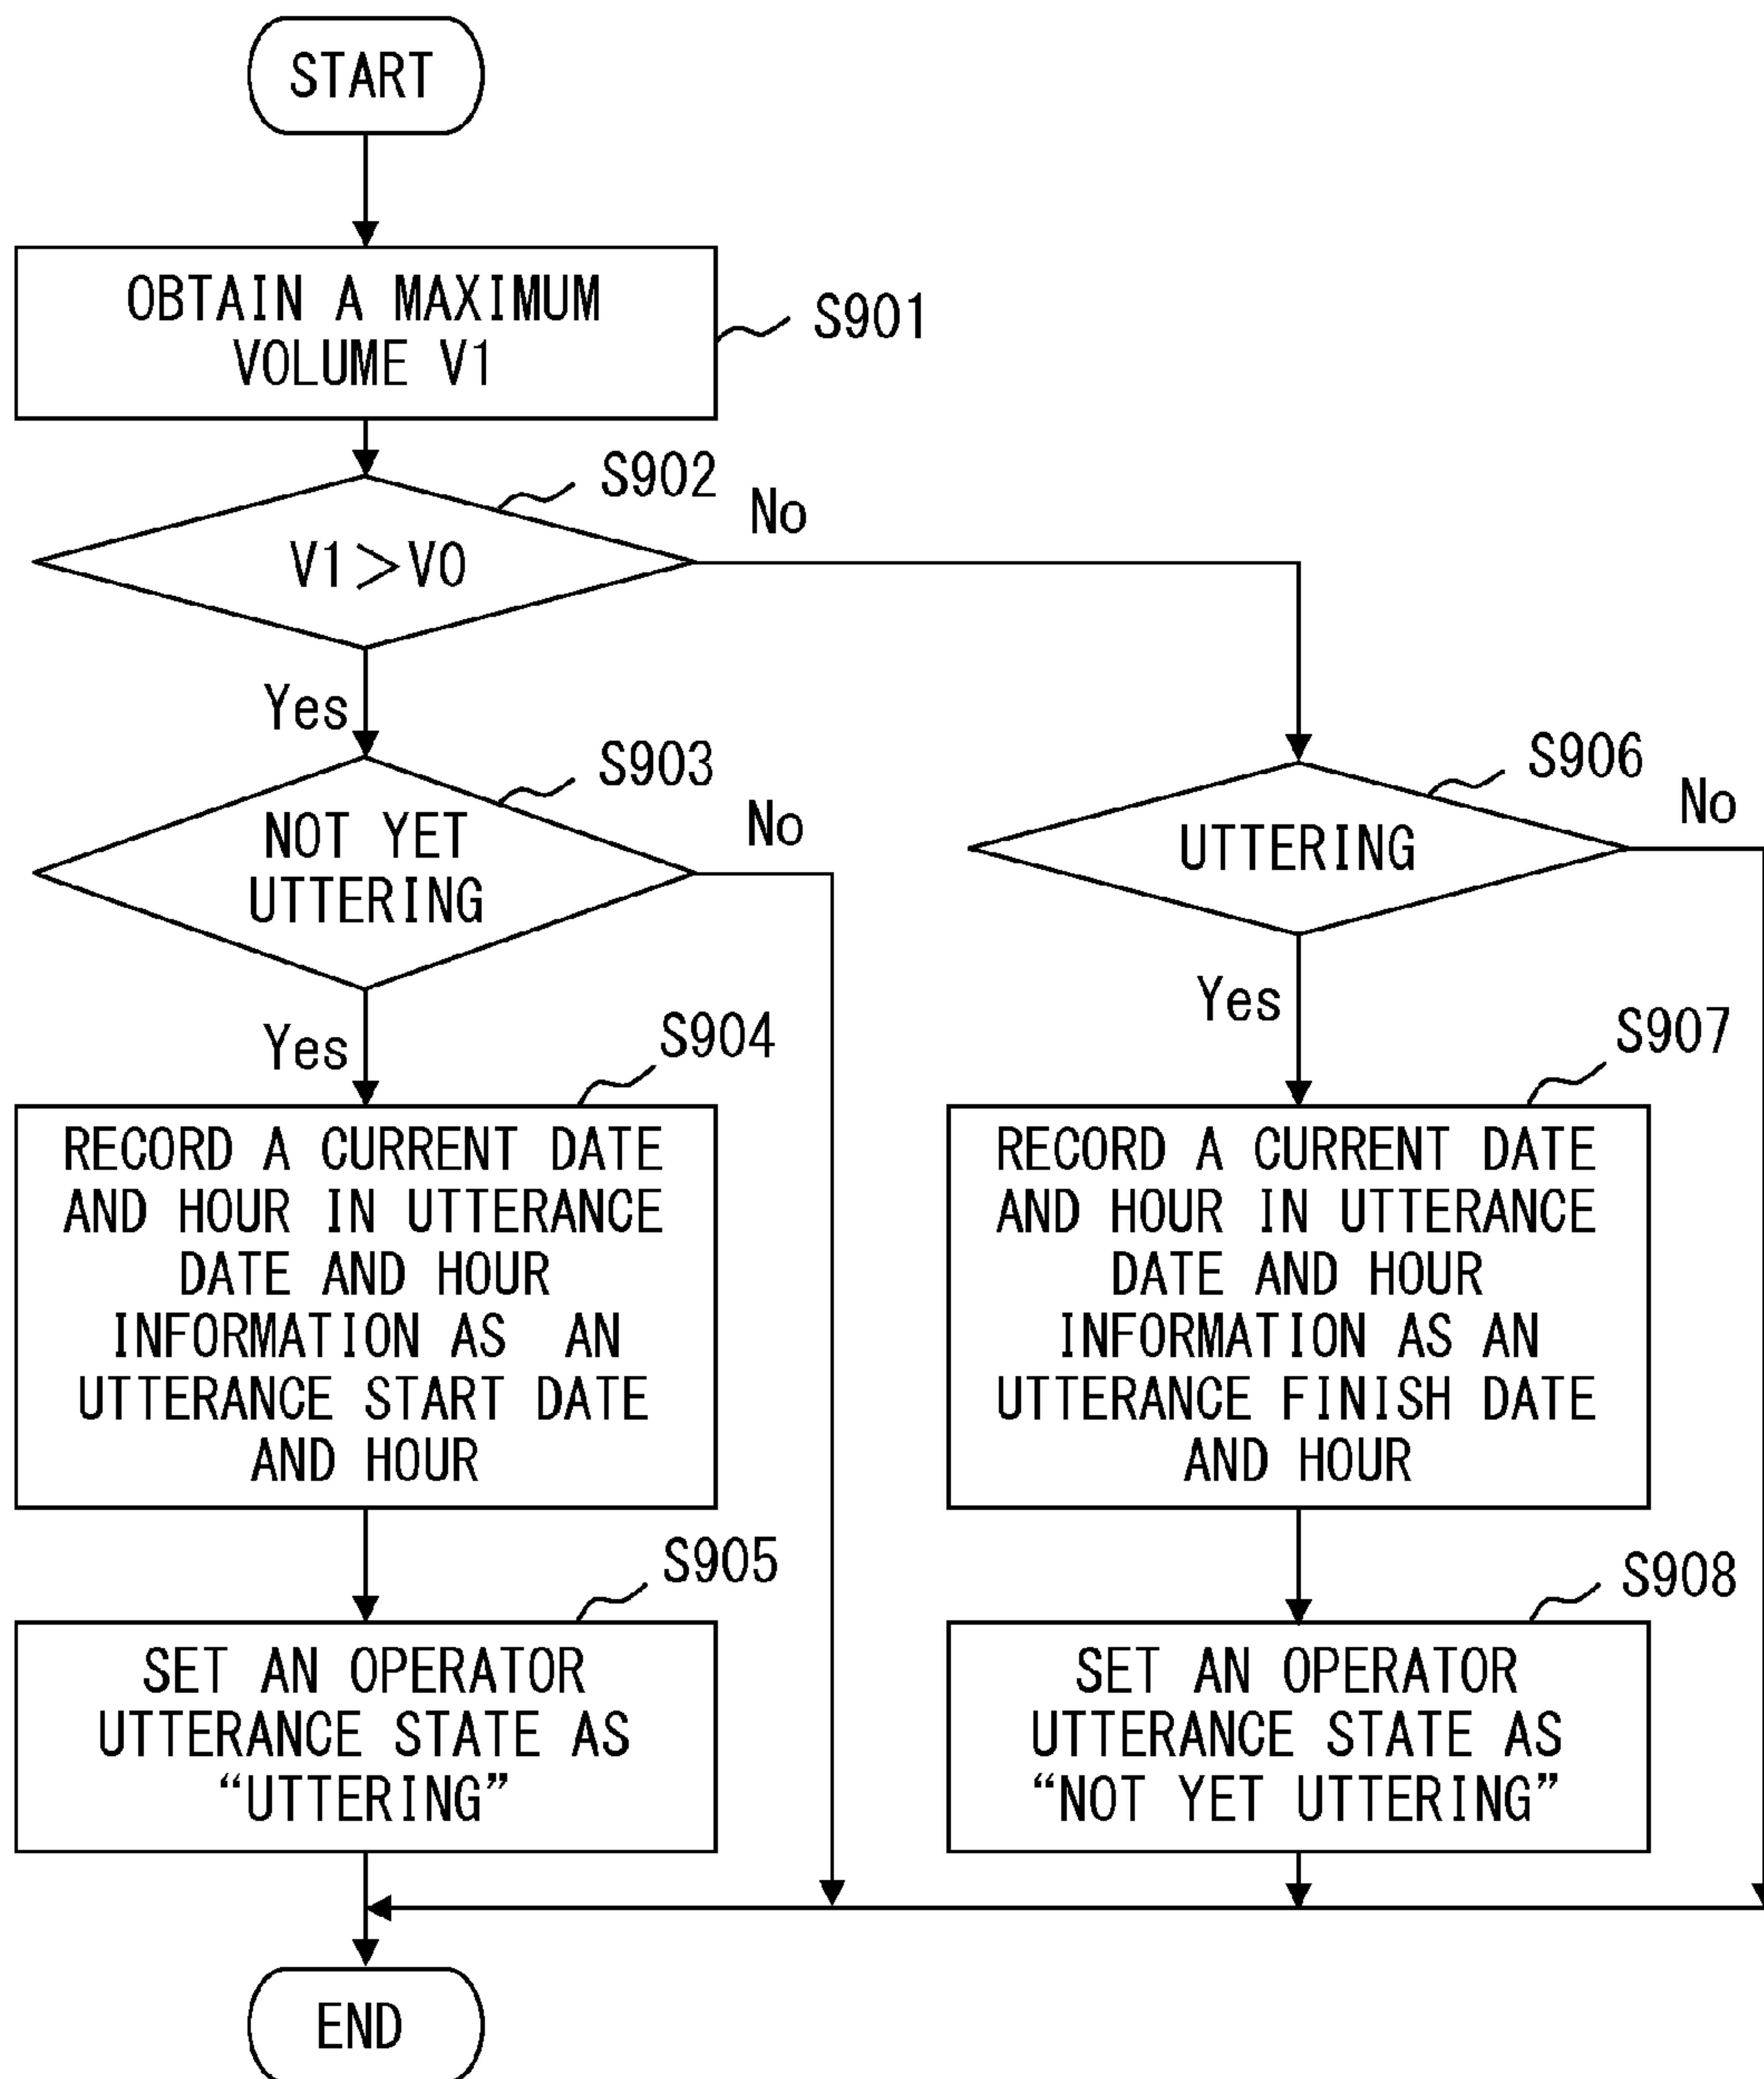 START
OBTAIN A MAXIMUM
VOLUME V1
S901
S902
V1>V0
No
Yes
S903
NOT YET
UTTERING
No
Yes
S904
RECORD A CURRENT DATE
AND HOUR IN UTTERANCE
DATE AND HOUR
INFORMATION AS AN
UTTERANCE START DATE
AND HOUR
S905
SET AN OPERATOR
UTTERANCE STATE AS
“UTTERING”
S906
UTTERING
No
Yes
S907
RECORD A CURRENT DATE
AND HOUR IN UTTERANCE
DATE AND HOUR
INFORMATION AS AN
UTTERANCE FINISH DATE
AND HOUR
S908
SET AN OPERATOR
UTTERANCE STATE AS
“NOT YET UTTERING”
END